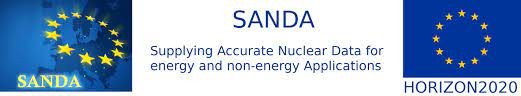 SANDA
SANDA
Supplying Accurate Nuclear Data for
energy and non-energy Applications
HORIZON2020